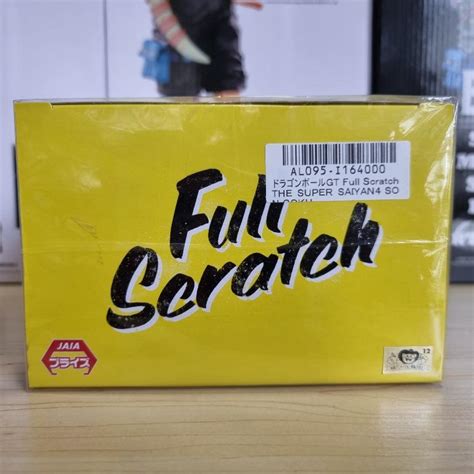 AL095-I164000
ドラゴンボールGT Full Scratch
THE SUPER SAIYAN4 SO
Full
Scratch
JAIA
プライズ
12